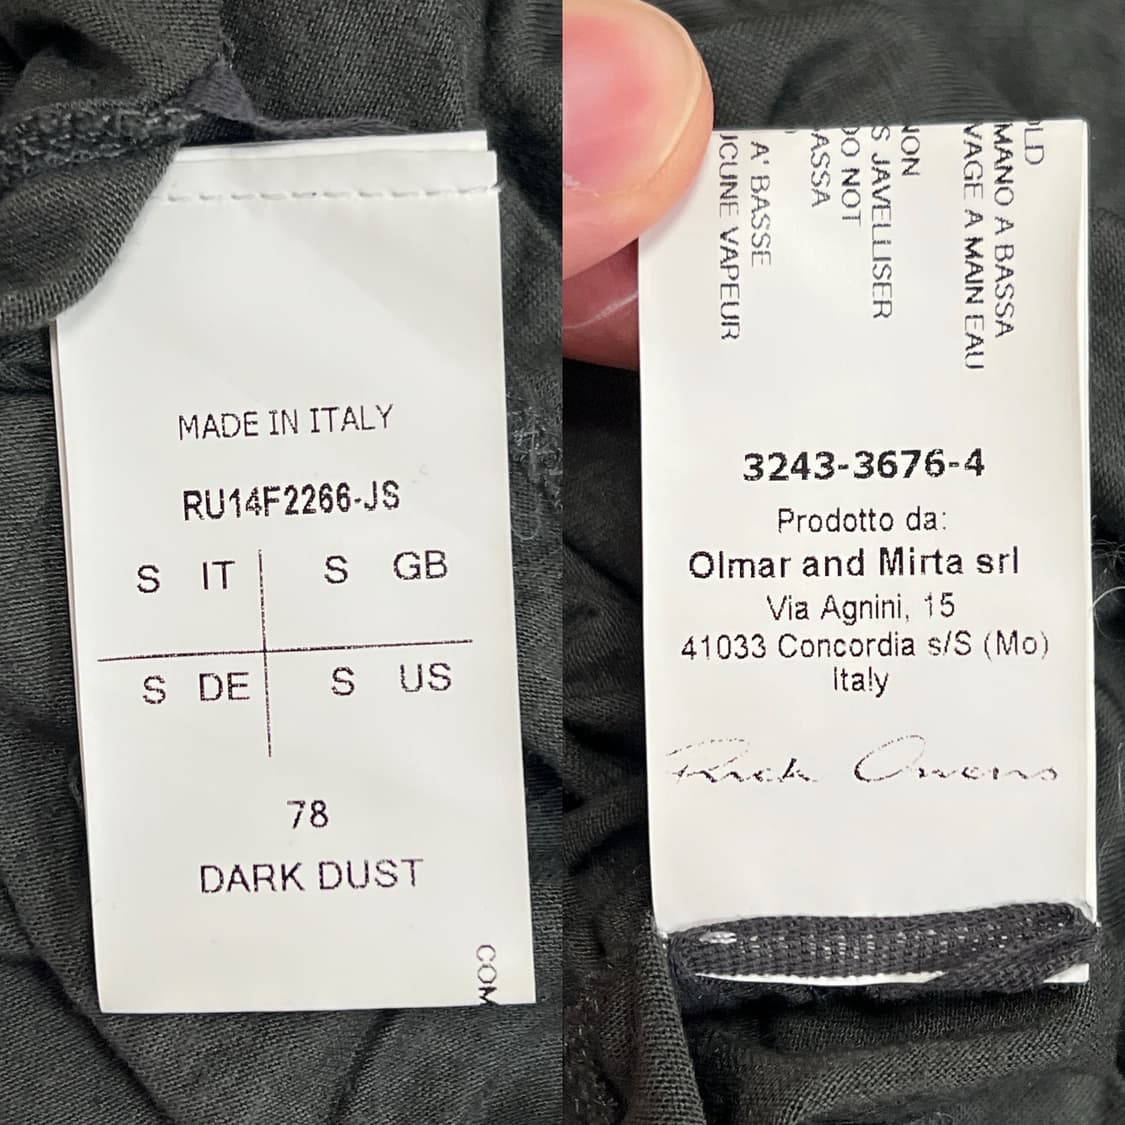 MADE IN ITALY
RU14F2266-JS
S IT S GB
S DE S US
78
DARK DUST
COM
OLD
MANO A BASSA
VAGE A MAIN EAU
NON
S JAVELLISER
DO NOT
ASSA
A' BASSE
UCUNE VAPEUR
3243-3676-4
Prodotto da:
Olmar and Mirta srl
Via Agnini, 15
41033 Concordia s/S (Mo)
Italy
Rick Owens